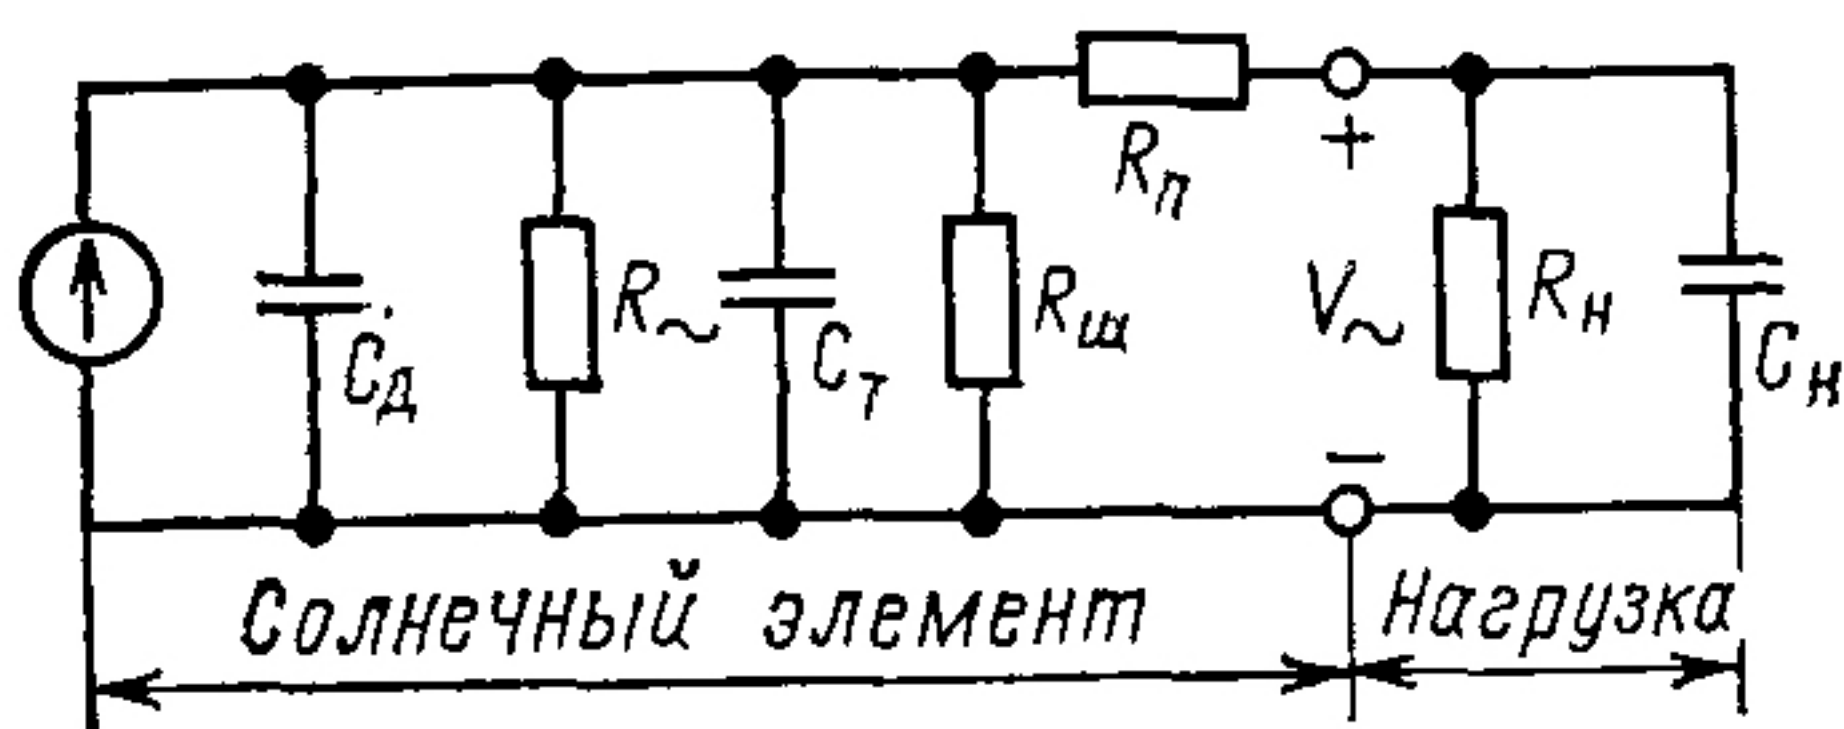 Rп
+
Cд
R~
Cт
Rш
V~
Rн
Cн
−
Солнечный элемент
Нагрузка